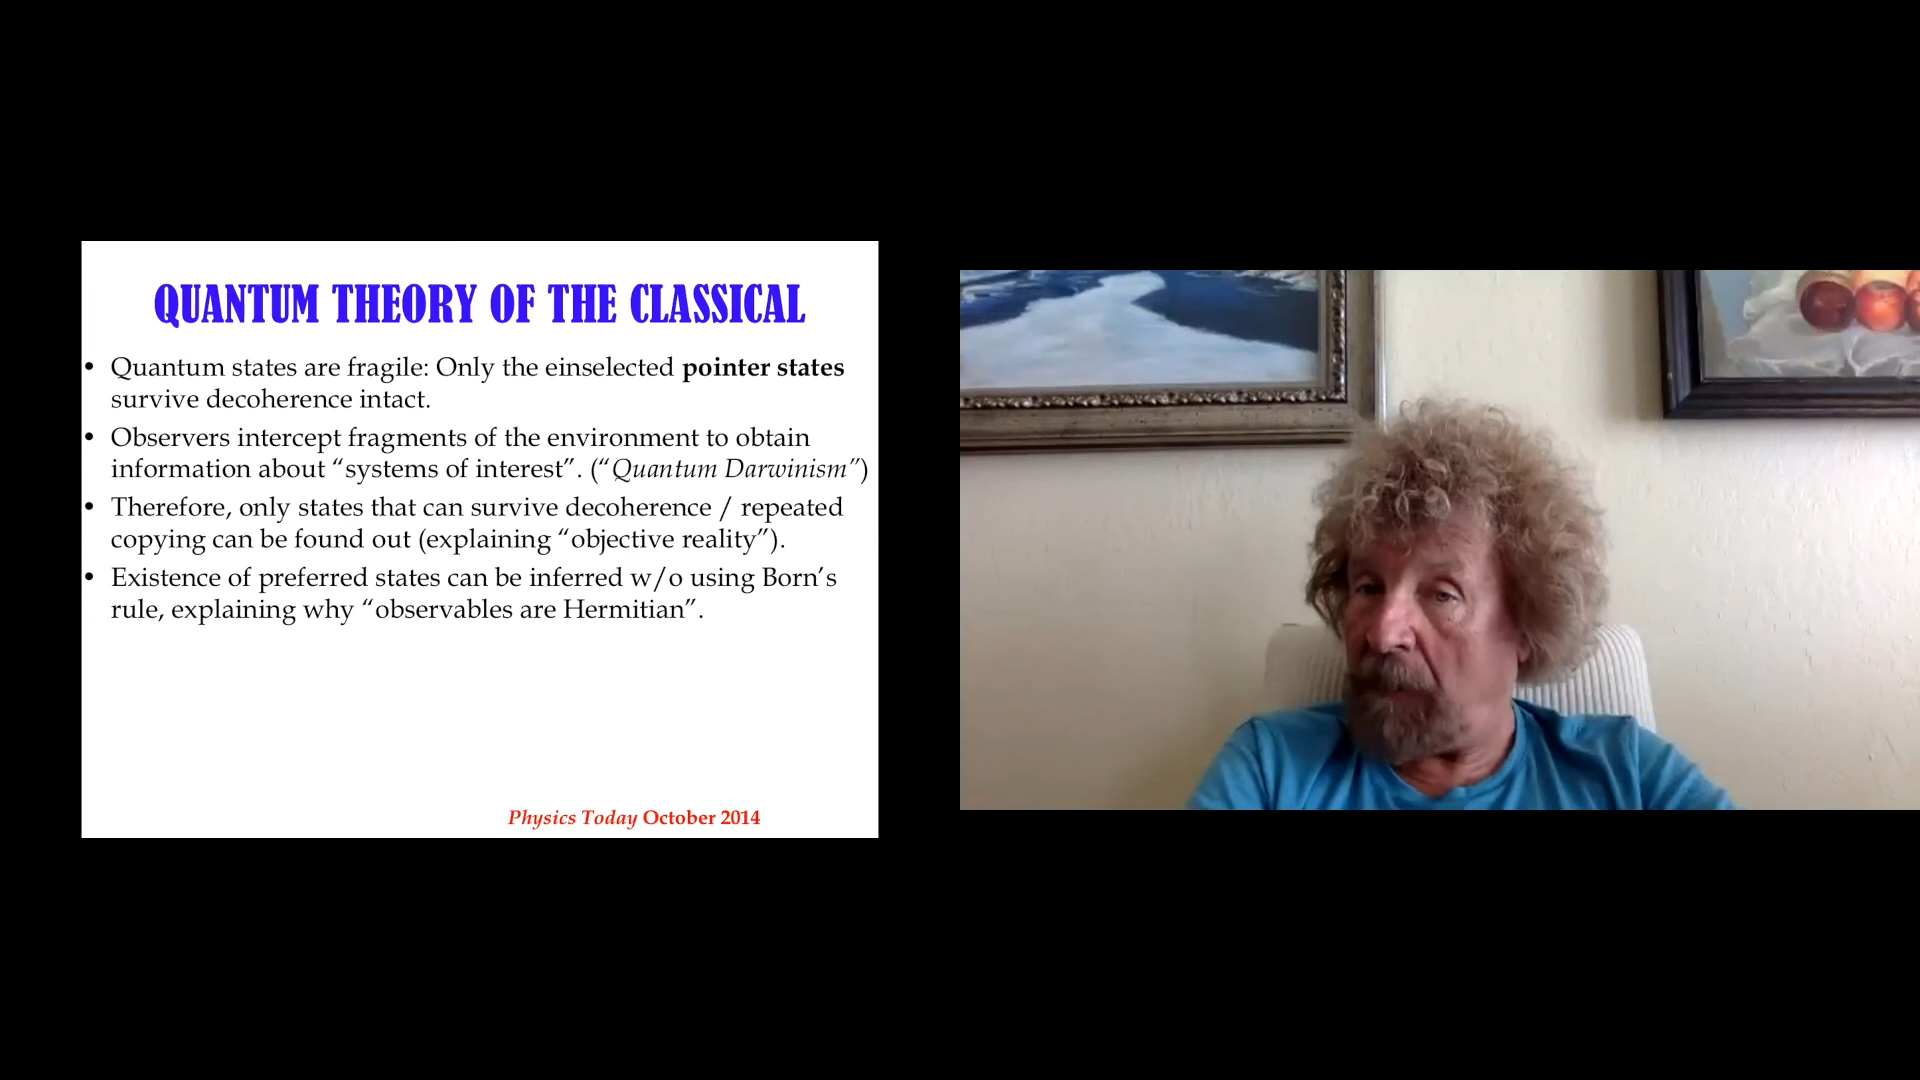 QUANTUM THEORY OF THE CLASSICAL
• Quantum states are fragile: Only the einselected pointer states
survive decoherence intact.
• Observers intercept fragments of the environment to obtain
information about “systems of interest”. (“Quantum Darwinism”)
• Therefore, only states that can survive decoherence / repeated
copying can be found out (explaining “objective reality”).
• Existence of preferred states can be inferred w/o using Born’s
rule, explaining why “observables are Hermitian”.
Physics Today October 2014